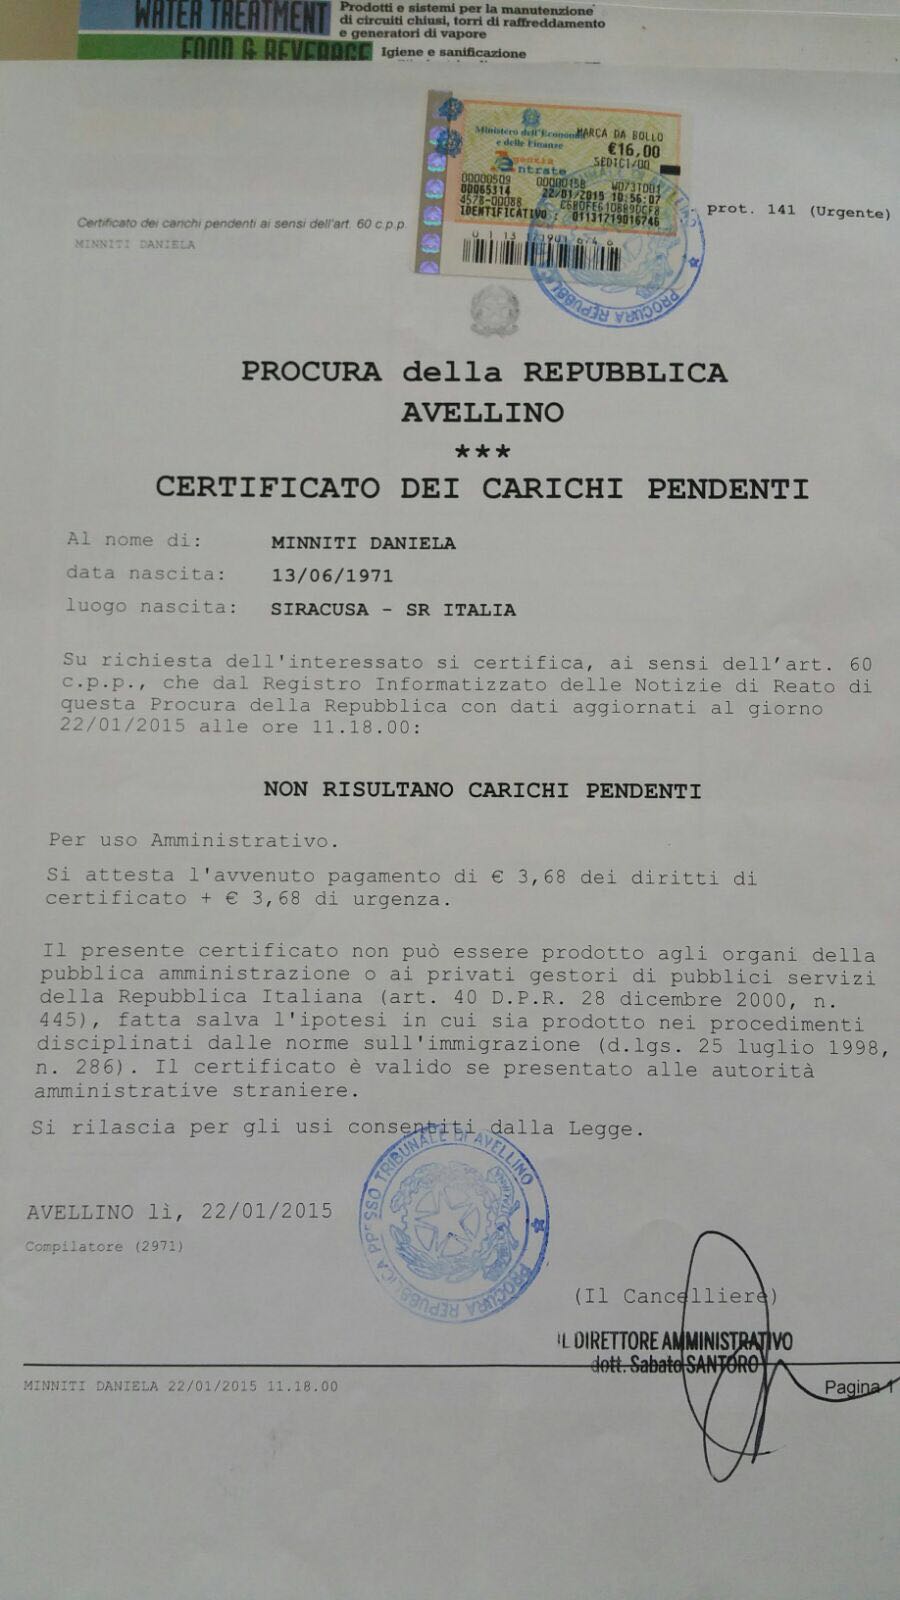 WATER TREATMENT
Prodotti e sistemi per la manutenzione
di circuiti chiusi, torri di raffreddamento
e generatori di vapore
FOOD & BEVERAGE
Igiene e sanificazione
Ministero dell'Economia
e delle Finanze
MARCA DA BOLLO
€16,00
SEDICI/00
Agenzia
Entrate
00000509 0000015B W0731001
00065314 22/01/2015 10:56:07
4578-00088
IDENTIFICATIVO : 01131719016746
prot. 141 (Urgente)
Certificato dei carichi pendenti ai sensi dell'art. 60 c.p.p.
MINNITI DANIELA
PROCURA della REPUBBLICA
AVELLINO
***
CERTIFICATO DEI CARICHI PENDENTI
Al nome di: MINNITI DANIELA
data nascita: 13/06/1971
luogo nascita: SIRACUSA - SR ITALIA
Su richiesta dell'interessato si certifica, ai sensi dell'art. 60
c.p.p., che dal Registro Informatizzato delle Notizie di Reato di
questa Procura della Repubblica con dati aggiornati al giorno
22/01/2015 alle ore 11.18.00:
NON RISULTANO CARICHI PENDENTI
Per uso Amministrativo.
Si attesta l'avvenuto pagamento di € 3,68 dei diritti di
certificato + € 3,68 di urgenza.
Il presente certificato non può essere prodotto agli organi della
pubblica amministrazione o ai privati gestori di pubblici servizi
della Repubblica Italiana (art. 40 D.P.R. 28 dicembre 2000, n.
445), fatta salva l'ipotesi in cui sia prodotto nei procedimenti
disciplinati dalle norme sull'immigrazione (d.lgs. 25 luglio 1998,
n. 286). Il certificato è valido se presentato alle autorità
amministrative straniere.
Si rilascia per gli usi consentiti dalla Legge.
PROCURA REPUBBLICA PRESSO TRIBUNALE DI AVELLINO
AVELLINO lì, 22/01/2015
Compilatore (2971)
(Il Cancelliere)
IL DIRETTORE AMMINISTRATIVO
dott. Sabato SANTORO
MINNITI DANIELA 22/01/2015 11.18.00
Pagina 1